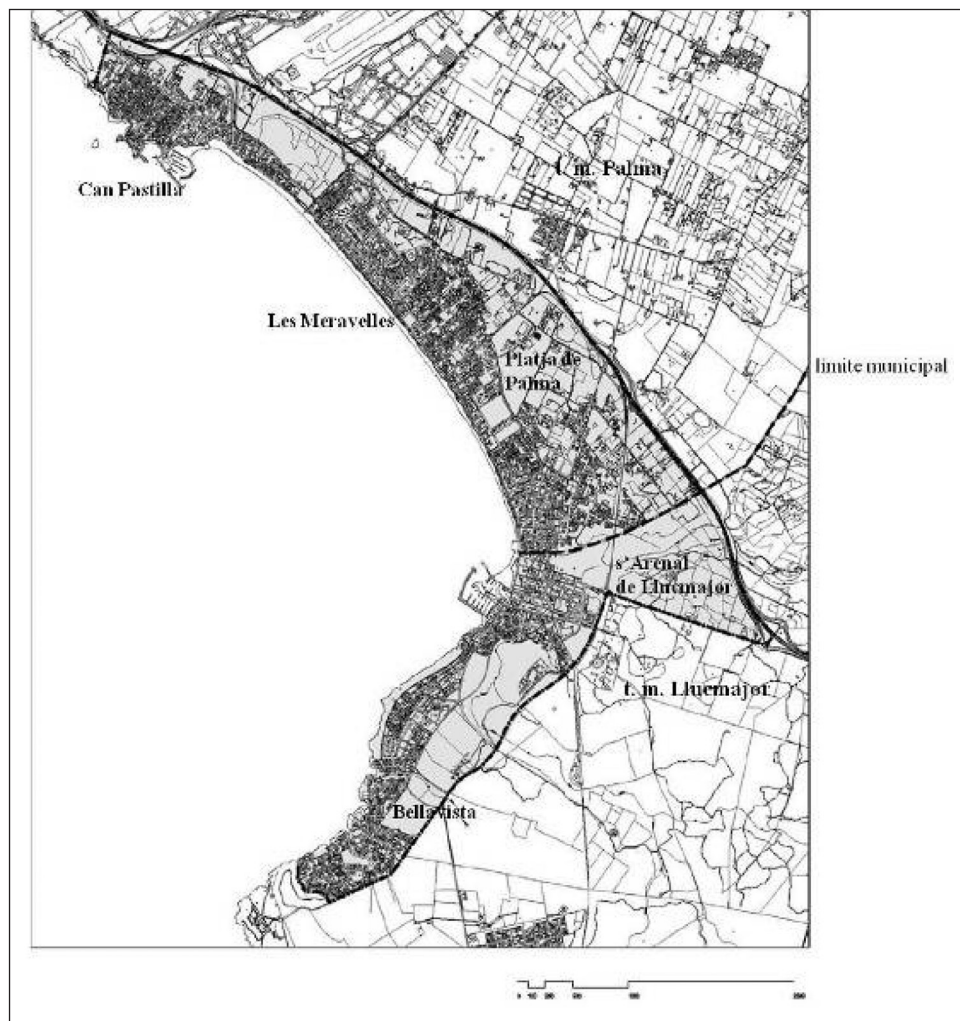 t. m. Palma
Can Pastilla
Les Meravelles
Platja de
Palma
límite municipal
s'Arenal
de Llucmajor
t. m. Llucmajor
Bellavista